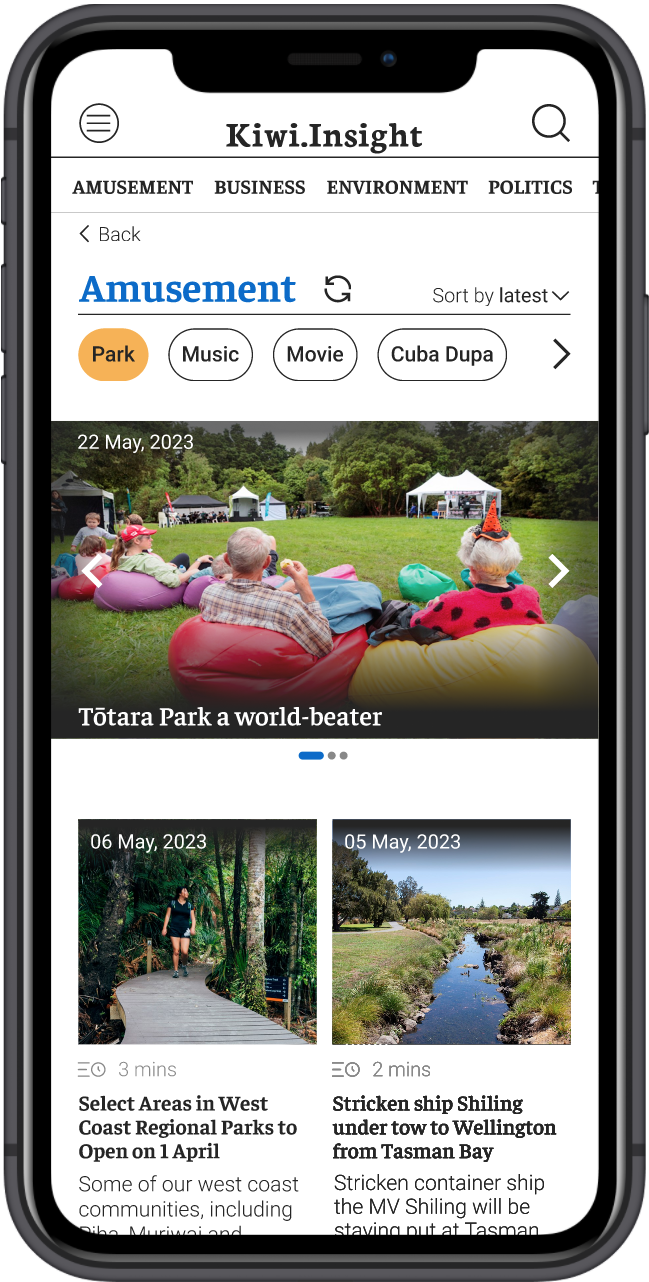 Kiwi.Insight
AMUSEMENT BUSINESS ENVIRONMENT POLITICS
Back
Amusement
Sort by latest
Park Music Movie Cuba Dupa
22 May, 2023
Tōtara Park a world-beater
06 May, 2023
05 May, 2023
3 mins
2 mins
Select Areas in West
Coast Regional Parks to
Open on 1 April
Some of our west coast
communities, including
Piha, Muriwai and
Stricken ship Shiling
under tow to Wellington
from Tasman Bay
Stricken container ship
the MV Shiling will be
staying put at Tasman